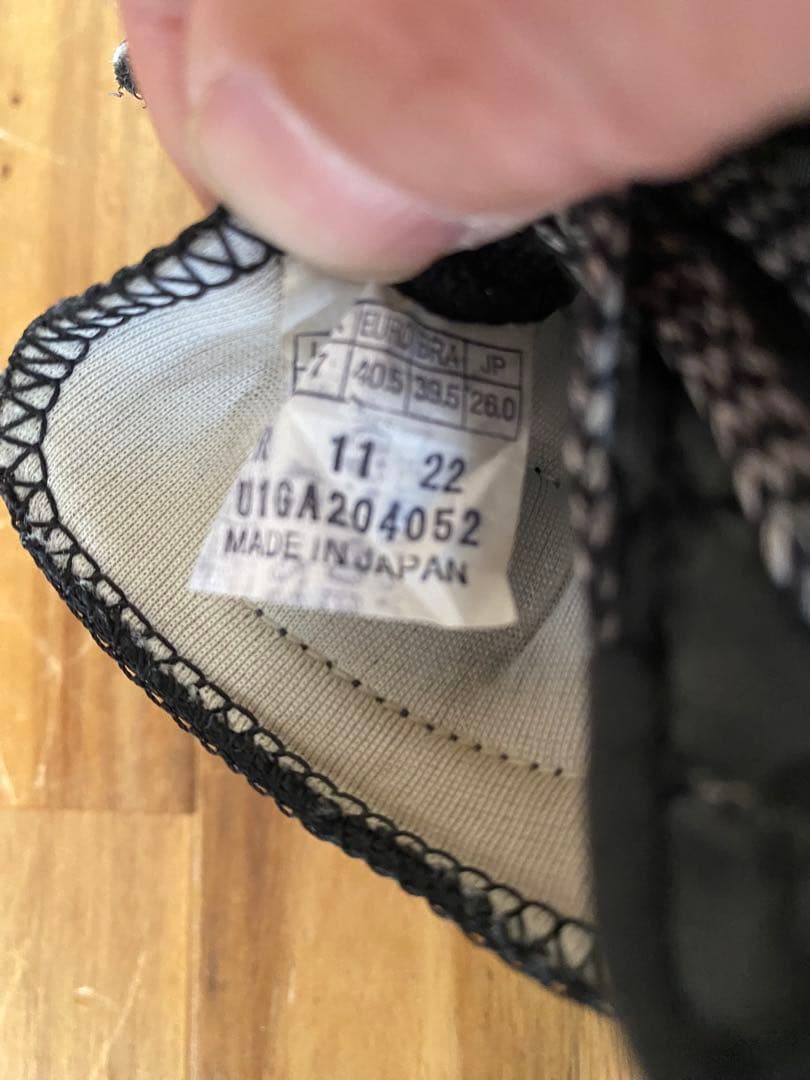 EURO BRA JP
7 40.5 39.5 26.0
R 11 22
U1GA204052
MADE IN JAPAN